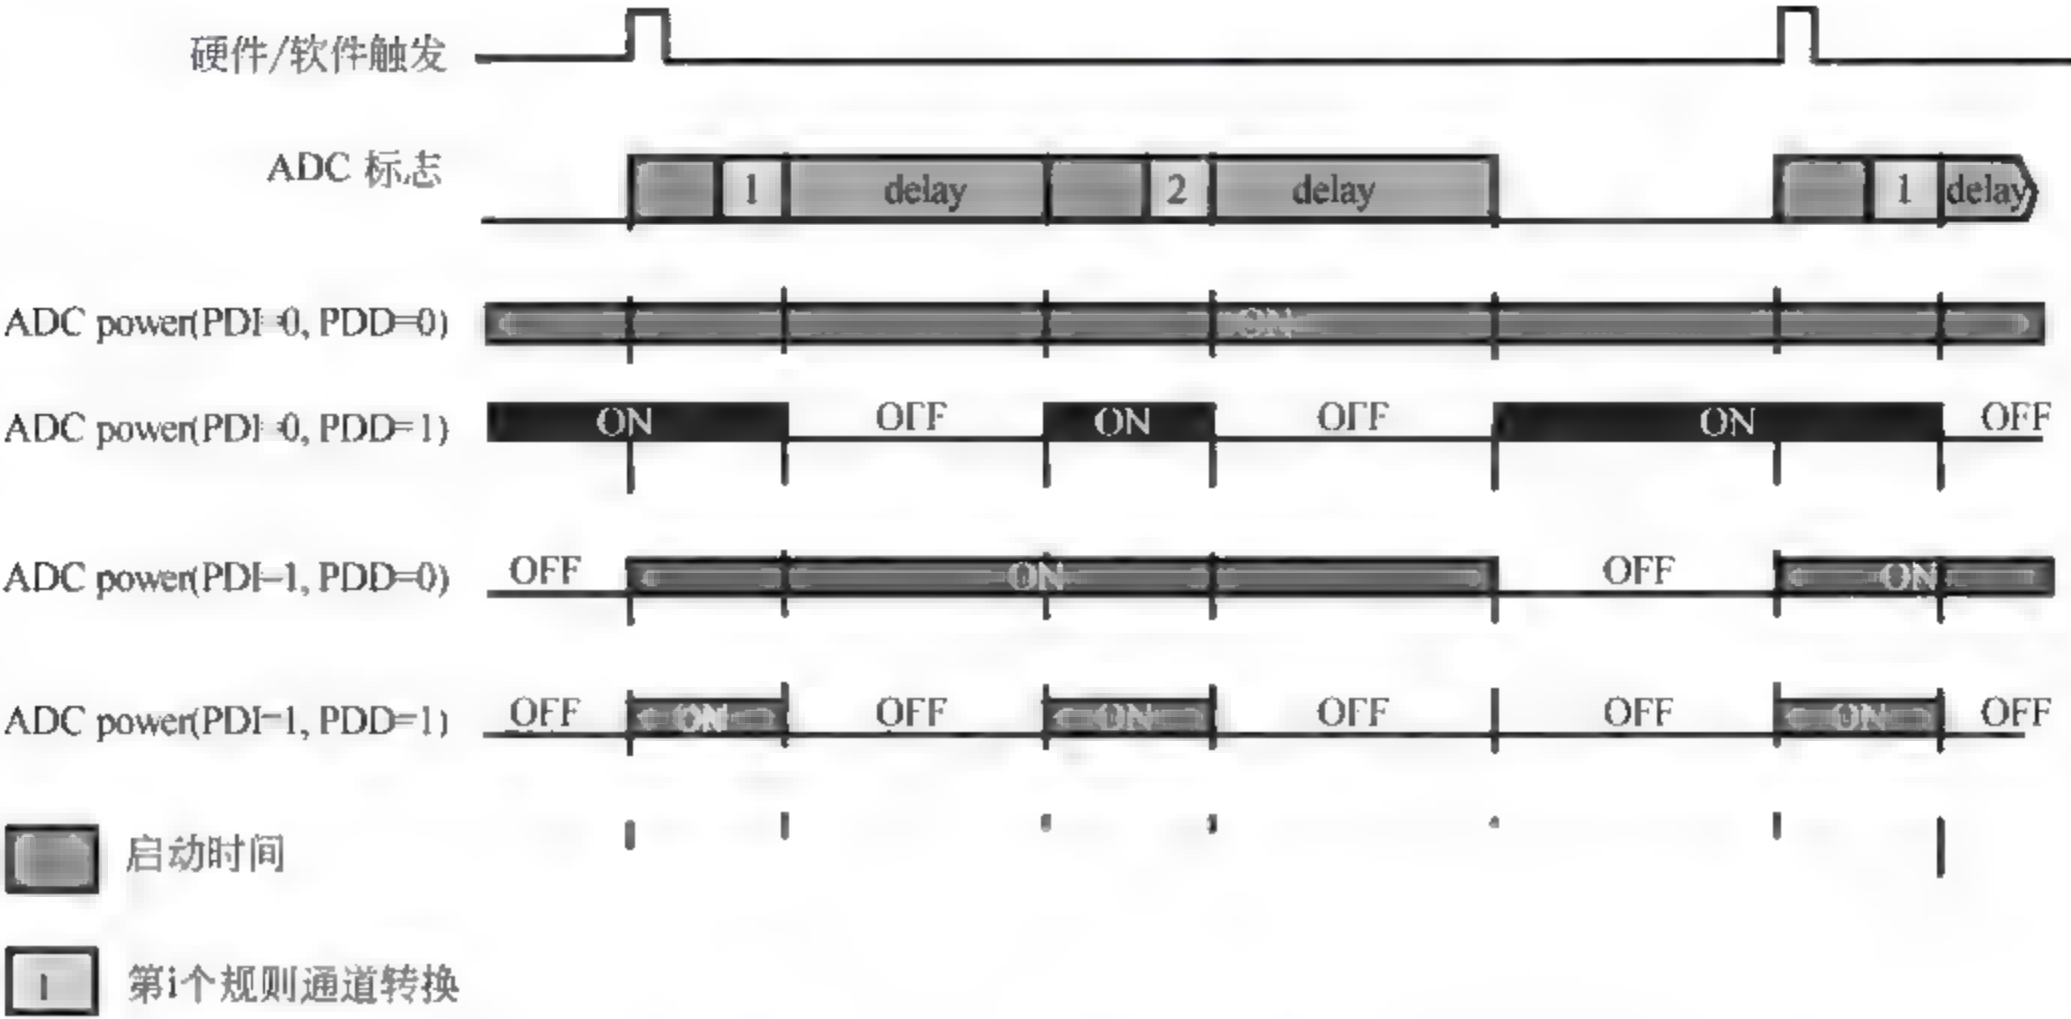 硬件/软件触发
ADC 标志
1 delay 2 delay 1 delay
ADC power(PDI=0, PDD=0) ON
ADC power(PDI=0, PDD=1) ON OFF ON OFF ON OFF
ADC power(PDI=1, PDD=0) OFF ON OFF ON
ADC power(PDI=1, PDD=1) OFF ON OFF ON OFF OFF ON OFF
启动时间
第i个规则通道转换